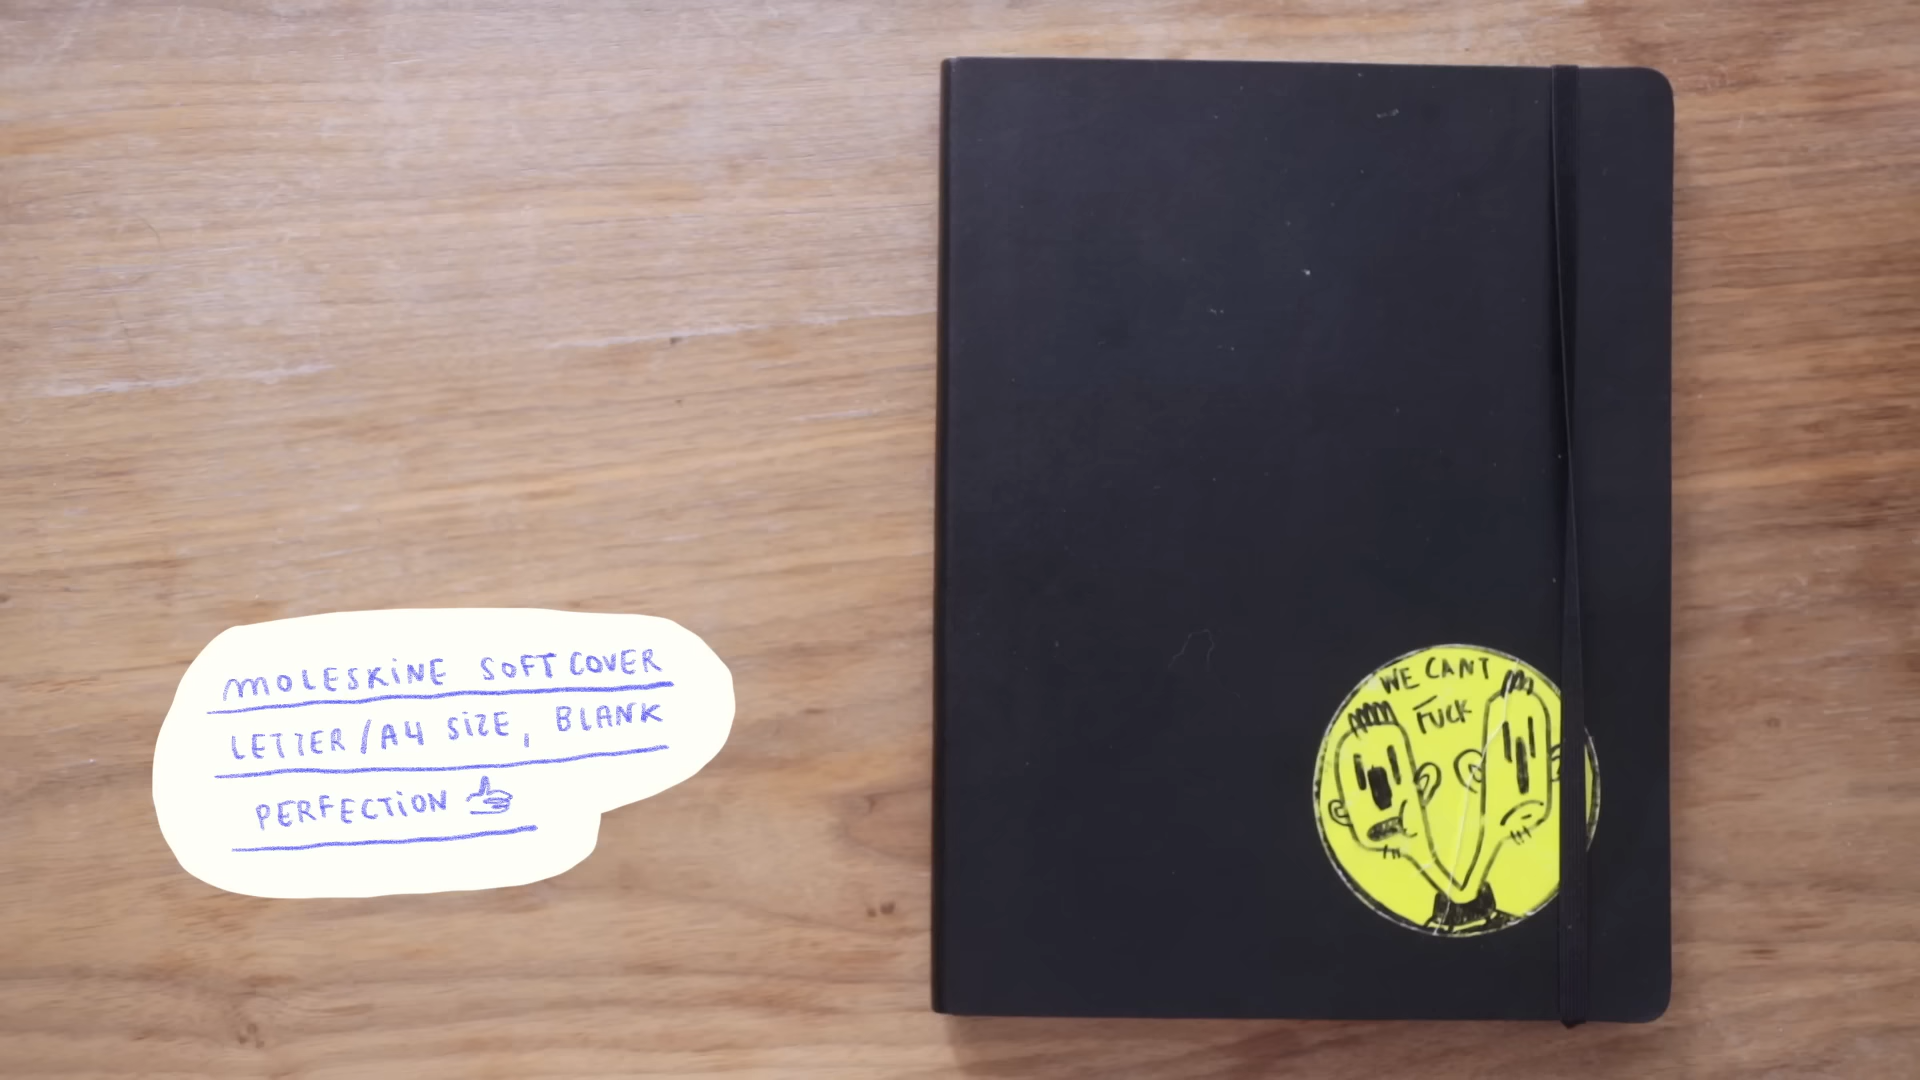 MOLESKINE SOFT COVER
LETTER/A4 SIZE, BLANK
PERFECTION
WE CANT
FUCK